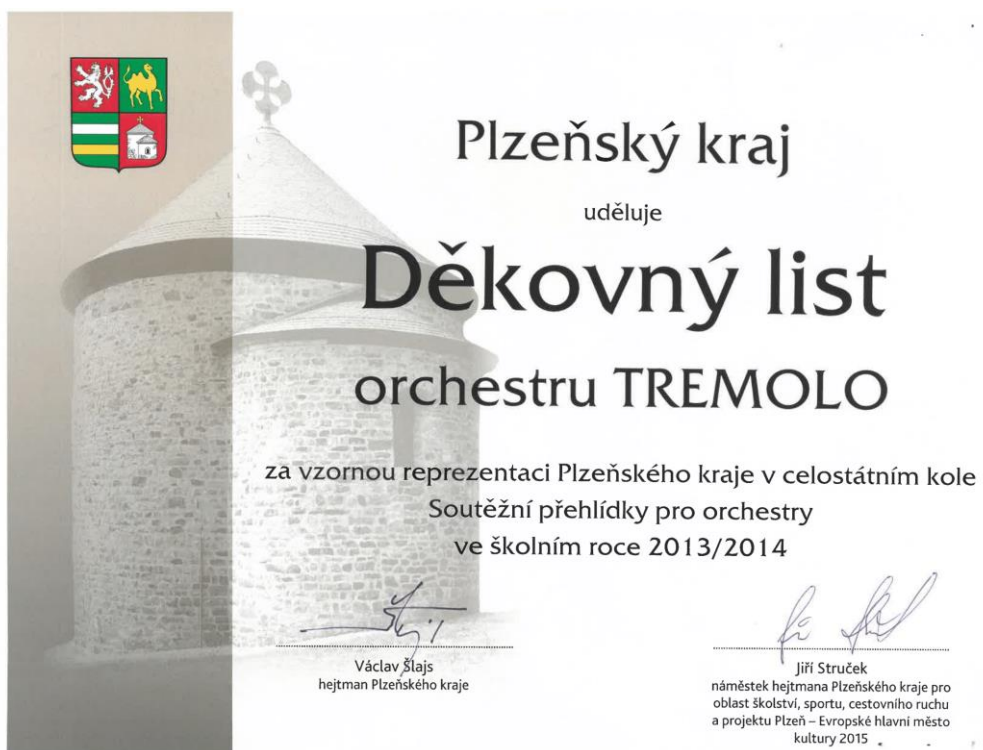 Plzeňský kraj
uděluje
Děkovný list
orchestru TREMOLO
za vzornou reprezentaci Plzeňského kraje v celostátním kole
Soutěžní přehlídky pro orchestry
ve školním roce 2013/2014
Václav Šlajs
hejtman Plzeňského kraje
Jiří Struček
náměstek hejtmana Plzeňského kraje pro
oblast školství, sportu, cestovního ruchu
a projektu Plzeň – Evropské hlavní město
kultury 2015